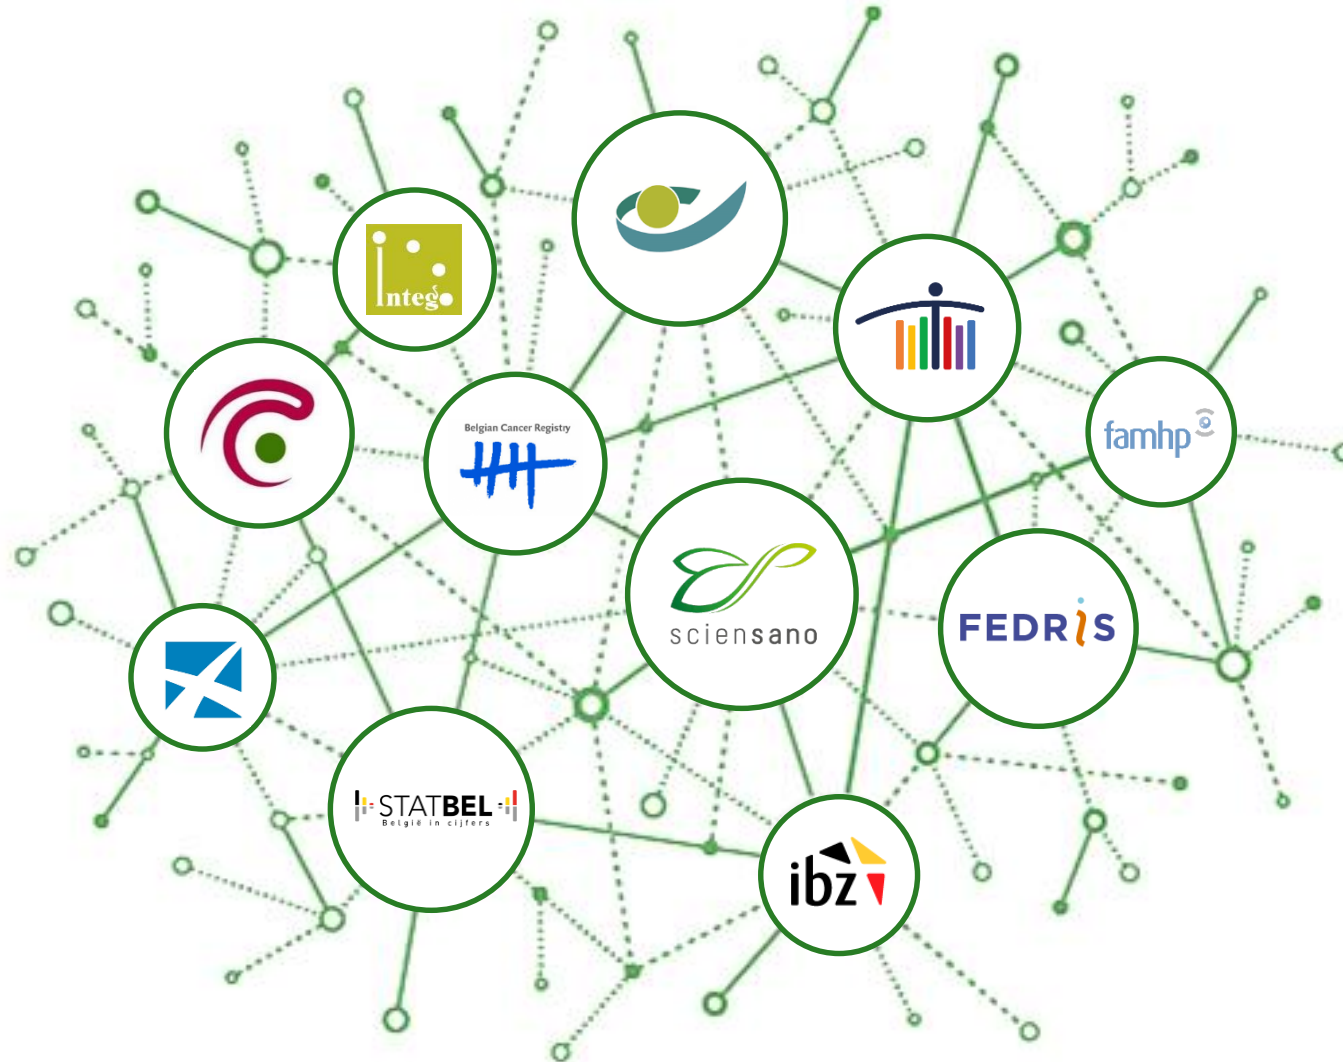 Intego
Belgian Cancer Registry
famhp
sciensano
FEDRIS
STATBEL
België in cijfers
ibz